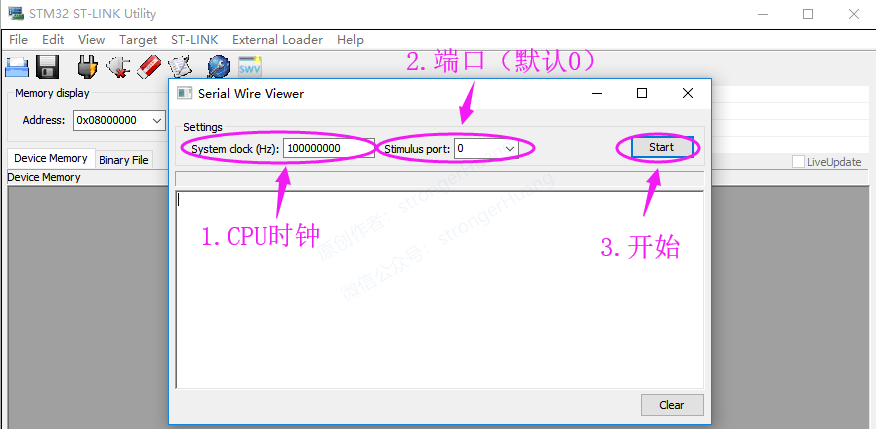 STM32 ST-LINK Utility
File Edit View Target ST-LINK External Loader Help
2.端口（默认0）
SWV
Memory display
Address: 0x08000000
Serial Wire Viewer
Settings
System clock (Hz): 100000000 Stimulus port: 0 Start
Device Memory Binary File
LiveUpdate
Device Memory
1.CPU时钟
3.开始
原创作者：strongerHuang
微信公众号：strongerHuang
Clear